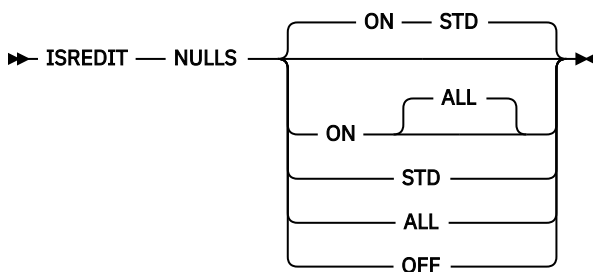 ON STD
ISREDIT NULLS
ALL
ON
STD
ALL
OFF